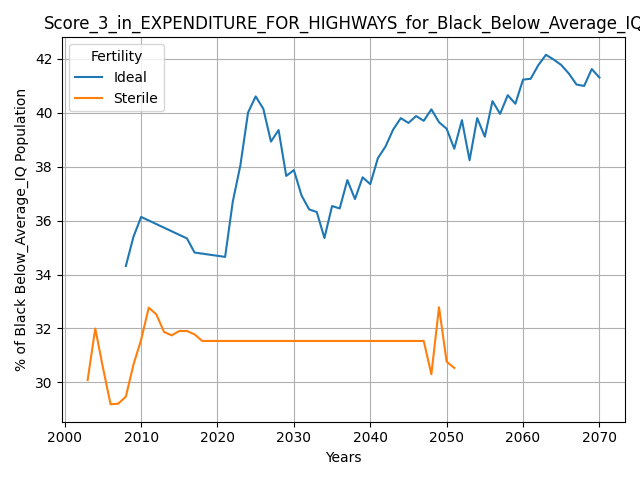 Score_3_in_EXPENDITURE_FOR_HIGHWAYS_for_Black_Below_Average_IQ
Fertility
Ideal
Sterile
% of Black Below_Average_IQ Population
42
40
38
36
34
32
30
2000 2010 2020 2030 2040 2050 2060 2070
Years